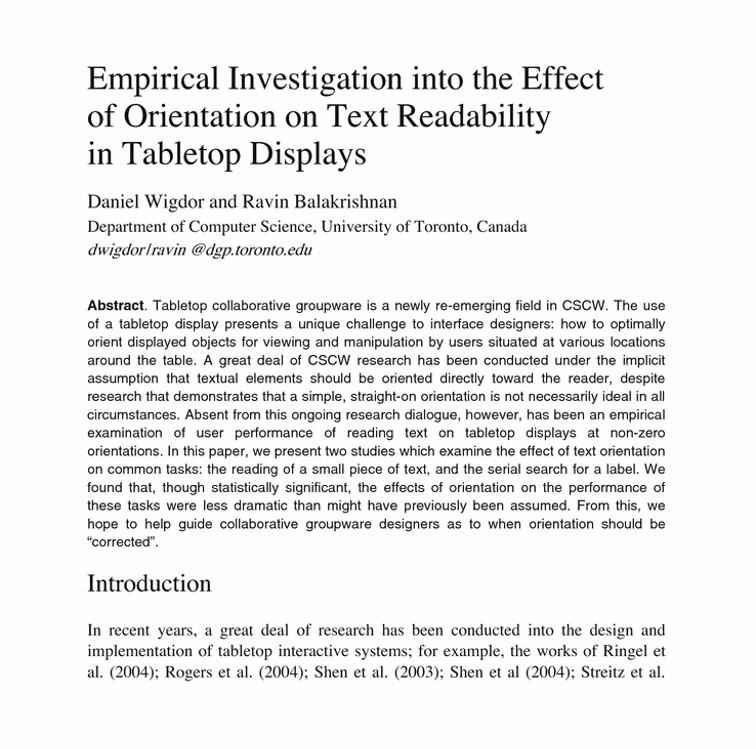 Empirical Investigation into the Effect
of Orientation on Text Readability
in Tabletop Displays
Daniel Wigdor and Ravin Balakrishnan
Department of Computer Science, University of Toronto, Canada
dwigdor|ravin @dgp.toronto.edu
Abstract. Tabletop collaborative groupware is a newly re-emerging field in CSCW. The use
of a tabletop display presents a unique challenge to interface designers: how to optimally
orient displayed objects for viewing and manipulation by users situated at various locations
around the table. A great deal of CSCW research has been conducted under the implicit
assumption that textual elements should be oriented directly toward the reader, despite
research that demonstrates that a simple, straight-on orientation is not necessarily ideal in all
circumstances. Absent from this ongoing research dialogue, however, has been an empirical
examination of user performance of reading text on tabletop displays at non-zero
orientations. In this paper, we present two studies which examine the effect of text orientation
on common tasks: the reading of a small piece of text, and the serial search for a label. We
found that, though statistically significant, the effects of orientation on the performance of
these tasks were less dramatic than might have previously been assumed. From this, we
hope to help guide collaborative groupware designers as to when orientation should be
“corrected”.
Introduction
In recent years, a great deal of research has been conducted into the design and
implementation of tabletop interactive systems; for example, the works of Ringel et
al. (2004); Rogers et al. (2004); Shen et al. (2003); Shen et al (2004); Streitz et al.